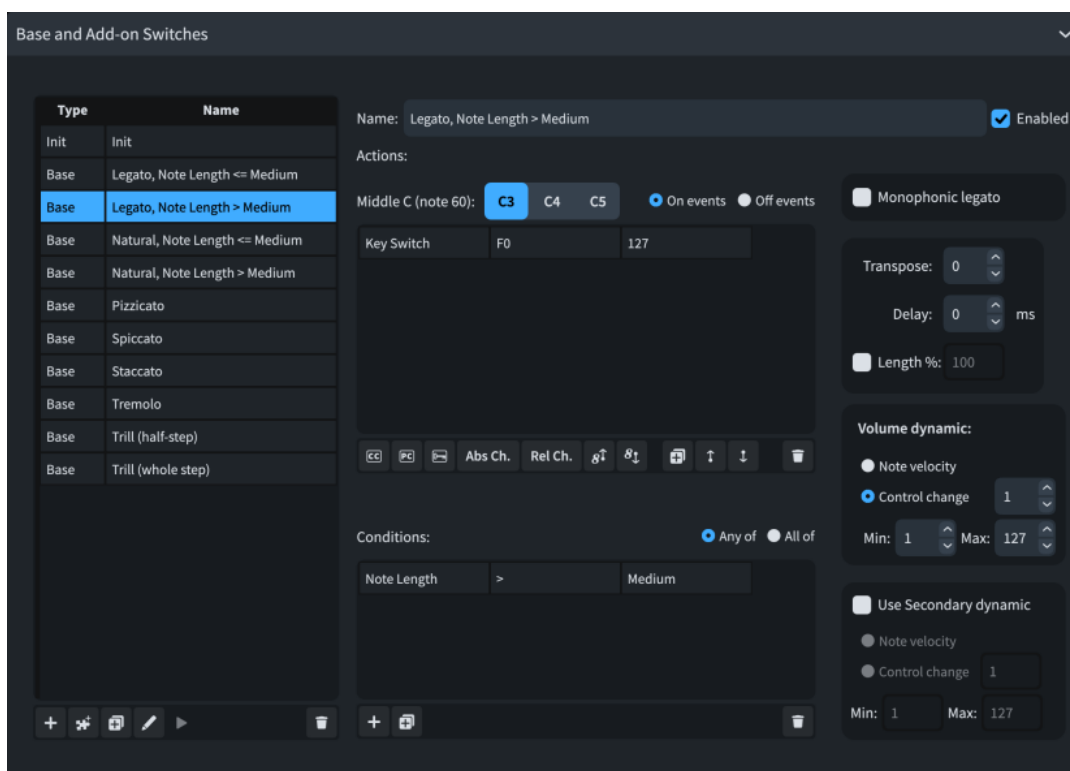 Base and Add-on Switches
Type Name
Init Init
Base Legato, Note Length <= Medium
Base Legato, Note Length > Medium
Base Natural, Note Length <= Medium
Base Natural, Note Length > Medium
Base Pizzicato
Base Spiccato
Base Staccato
Base Tremolo
Base Trill (half-step)
Base Trill (whole step)
Name: Legato, Note Length > Medium Enabled
Actions:
Middle C (note 60): C3 C4 C5 On events Off events
Key Switch F0 127
CC PC Abs Ch. Rel Ch. 8 8
Conditions: Any of All of
Note Length > Medium
Monophonic legato
Transpose: 0
Delay: 0 ms
Length %: 100
Volume dynamic:
Note velocity
Control change 1
Min: 1 Max: 127
Use Secondary dynamic
Note velocity
Control change 1
Min: 1 Max: 127